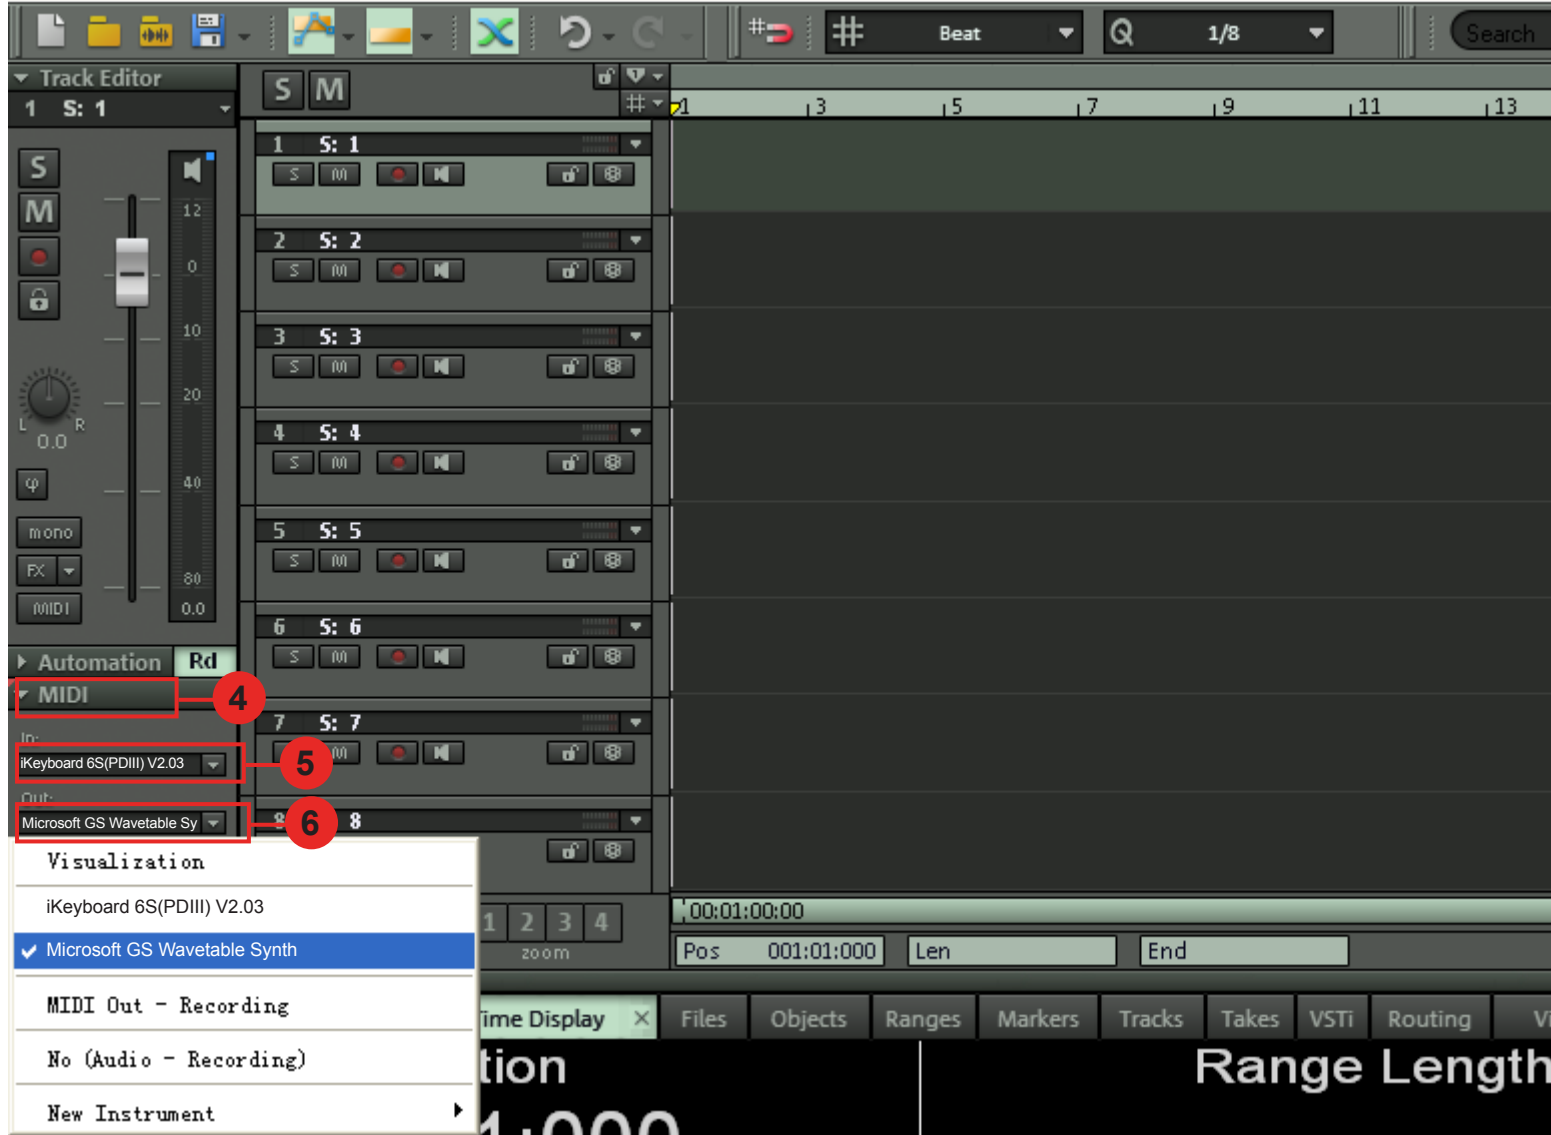 Beat
Q
1/8
Search
Track Editor
1 S: 1
S M
1 3 5 7 9 11 13
S
M
12
0
10
20
40
80
0.0
L R
0.0
φ
mono
FX
MIDI
1 S: 1
S M
2 S: 2
S M
3 S: 3
S M
4 S: 4
S M
5 S: 5
S M
6 S: 6
S M
7 S: 7
M
8 8
Automation Rd
MIDI
4
In:
iKeyboard 6S(PDIII) V2.03
5
Out:
Microsoft GS Wavetable Sy
6
Visualization
iKeyboard 6S(PDIII) V2.03
Microsoft GS Wavetable Synth
MIDI Out - Recording
No (Audio - Recording)
New Instrument
1 2 3 4
zoom
00:01:00:00
Pos 001:01:000 Len End
Time Display Files Objects Ranges Markers Tracks Takes VSTi Routing Vi
tion
Range Length
1:000